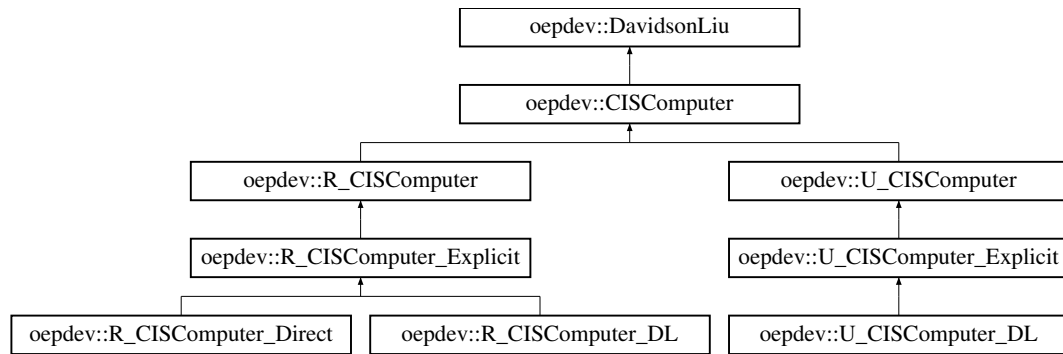 oepdev::DavidsonLiu
oepdev::CISComputer
oepdev::R_CISComputer
oepdev::U_CISComputer
oepdev::R_CISComputer_Explicit
oepdev::U_CISComputer_Explicit
oepdev::R_CISComputer_Direct
oepdev::R_CISComputer_DL
oepdev::U_CISComputer_DL